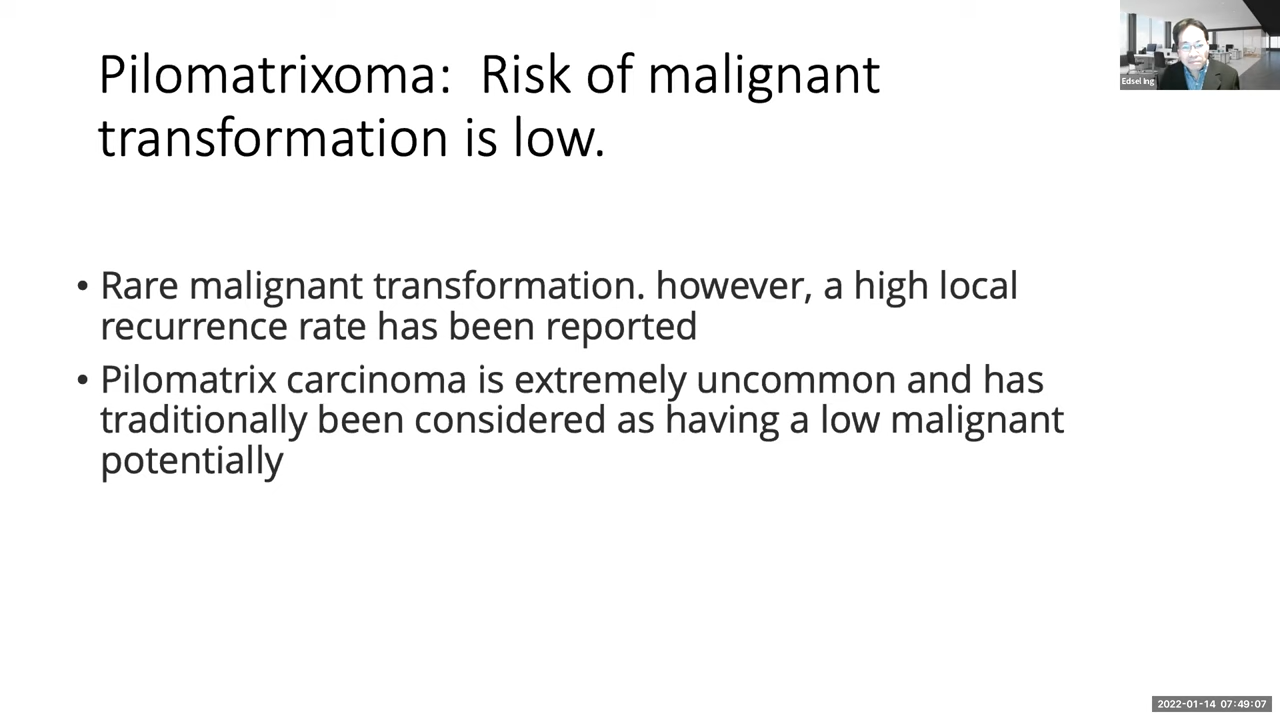 Pilomatrixoma:  Risk of malignant
transformation is low.
Edsel Ing
• Rare malignant transformation. however, a high local
recurrence rate has been reported
• Pilomatrix carcinoma is extremely uncommon and has
traditionally been considered as having a low malignant
potentially
2022-01-14 07:49:07